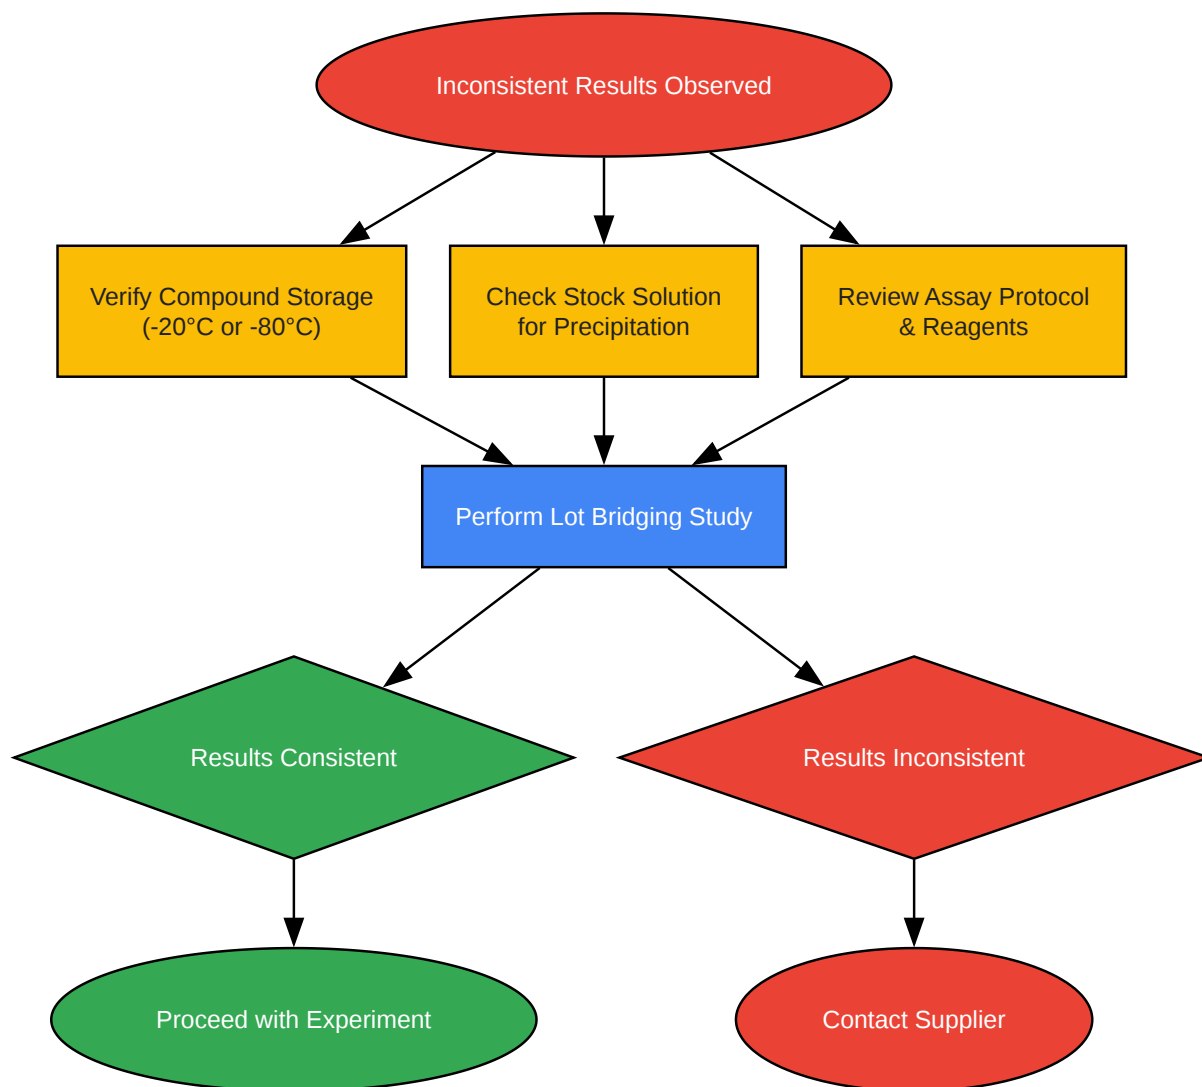 Inconsistent Results Observed
Verify Compound Storage
(-20°C or -80°C)
Check Stock Solution
for Precipitation
Review Assay Protocol
& Reagents
Perform Lot Bridging Study
Results Consistent
Results Inconsistent
Proceed with Experiment
Contact Supplier